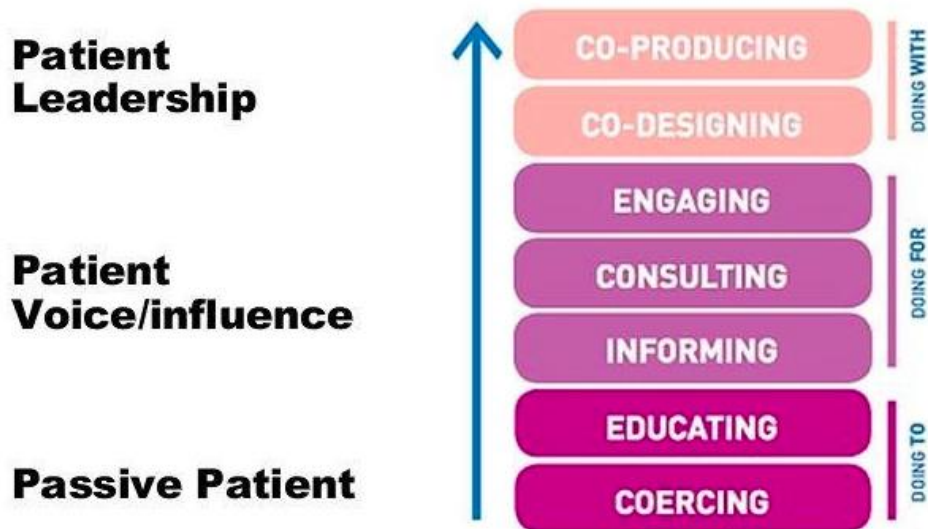 Patient
Leadership
CO-PRODUCING
CO-DESIGNING
DOING WITH
Patient
Voice/influence
ENGAGING
CONSULTING
INFORMING
DOING FOR
Passive Patient
EDUCATING
COERCING
DOING TO